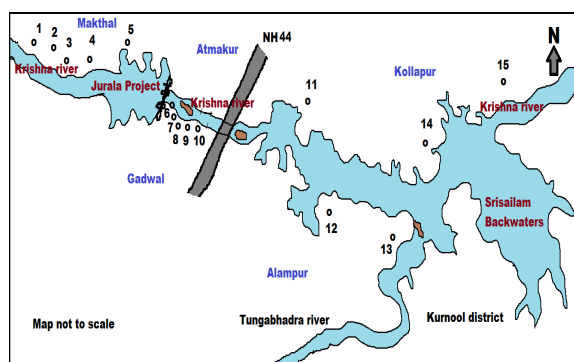 Makthal
1
2
3
4
5
Atmakur
NH 44
N
Krishna river
Jurala Project
Krishna river
Kollapur
15
11
Krishna river
6
7
8
9
10
14
Gadwal
12
13
Srisailam
Backwaters
Alampur
Map not to scale
Tungabhadra river
Kurnool district